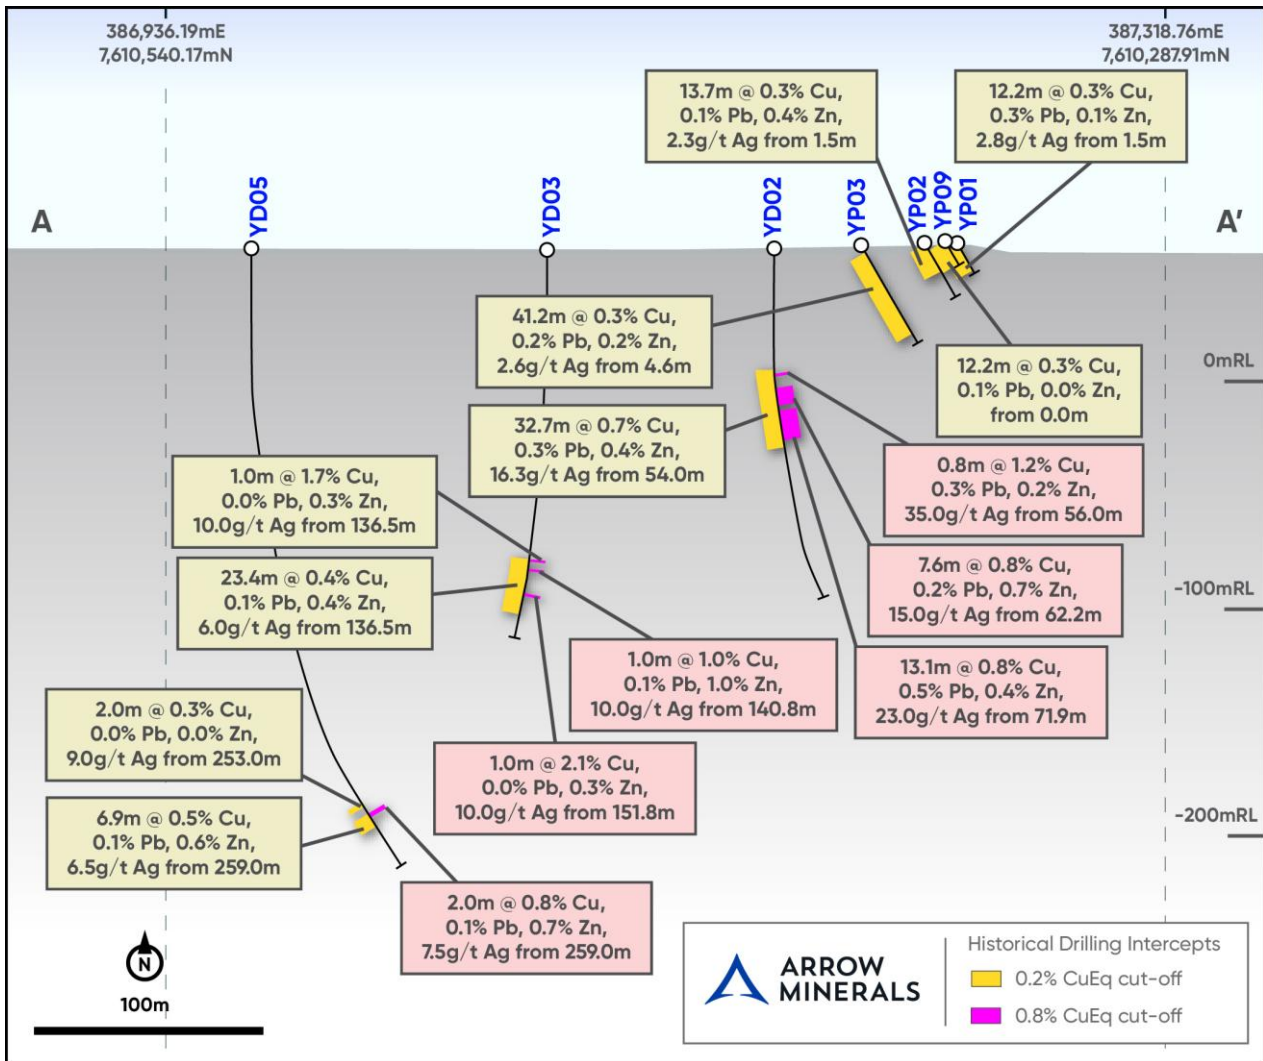 386,936.19mE
7,610,540.17mN
387,318.76mE
7,610,287.91mN
13.7m @ 0.3% Cu,
0.1% Pb, 0.4% Zn,
2.3g/t Ag from 1.5m
12.2m @ 0.3% Cu,
0.3% Pb, 0.1% Zn,
2.8g/t Ag from 1.5m
A
YD05
YD03
YD02
YP03
YP02
YP09
YP01
A'
41.2m @ 0.3% Cu,
0.2% Pb, 0.2% Zn,
2.6g/t Ag from 4.6m
12.2m @ 0.3% Cu,
0.1% Pb, 0.0% Zn,
from 0.0m
0mRL
32.7m @ 0.7% Cu,
0.3% Pb, 0.4% Zn,
16.3g/t Ag from 54.0m
0.8m @ 1.2% Cu,
0.3% Pb, 0.2% Zn,
35.0g/t Ag from 56.0m
1.0m @ 1.7% Cu,
0.0% Pb, 0.3% Zn,
10.0g/t Ag from 136.5m
7.6m @ 0.8% Cu,
0.2% Pb, 0.7% Zn,
15.0g/t Ag from 62.2m
-100mRL
23.4m @ 0.4% Cu,
0.1% Pb, 0.4% Zn,
6.0g/t Ag from 136.5m
1.0m @ 1.0% Cu,
0.1% Pb, 1.0% Zn,
10.0g/t Ag from 140.8m
13.1m @ 0.8% Cu,
0.5% Pb, 0.4% Zn,
23.0g/t Ag from 71.9m
2.0m @ 0.3% Cu,
0.0% Pb, 0.0% Zn,
9.0g/t Ag from 253.0m
1.0m @ 2.1% Cu,
0.0% Pb, 0.3% Zn,
10.0g/t Ag from 151.8m
-200mRL
6.9m @ 0.5% Cu,
0.1% Pb, 0.6% Zn,
6.5g/t Ag from 259.0m
2.0m @ 0.8% Cu,
0.1% Pb, 0.7% Zn,
7.5g/t Ag from 259.0m
N
100m
ARROW
MINERALS
Historical Drilling Intercepts
0.2% CuEq cut-off
0.8% CuEq cut-off